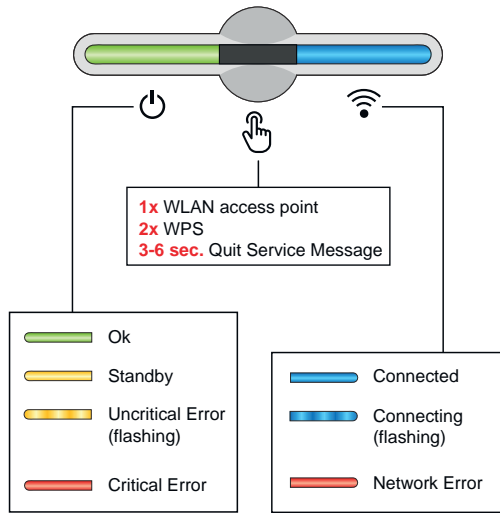 1x WLAN access point
2x WPS
3-6 sec. Quit Service Message
Ok
Standby
Uncritical Error
(flashing)
Critical Error
Connected
Connecting
(flashing)
Network Error